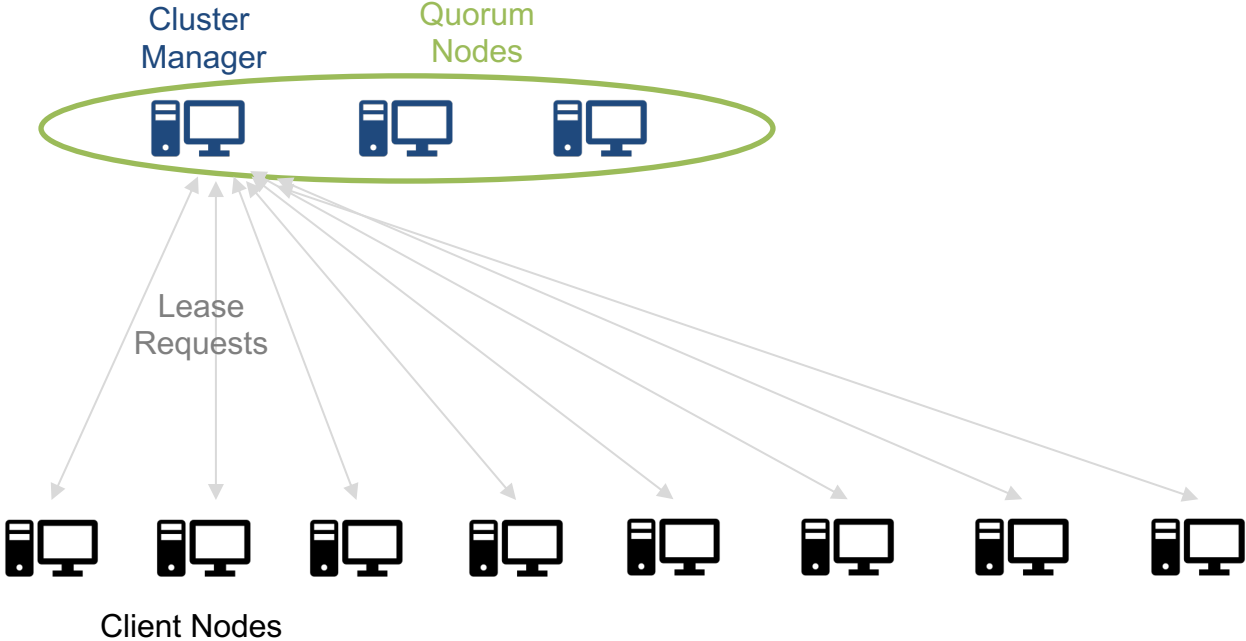 Cluster
Manager
Quorum
Nodes
Lease
Requests
Client Nodes